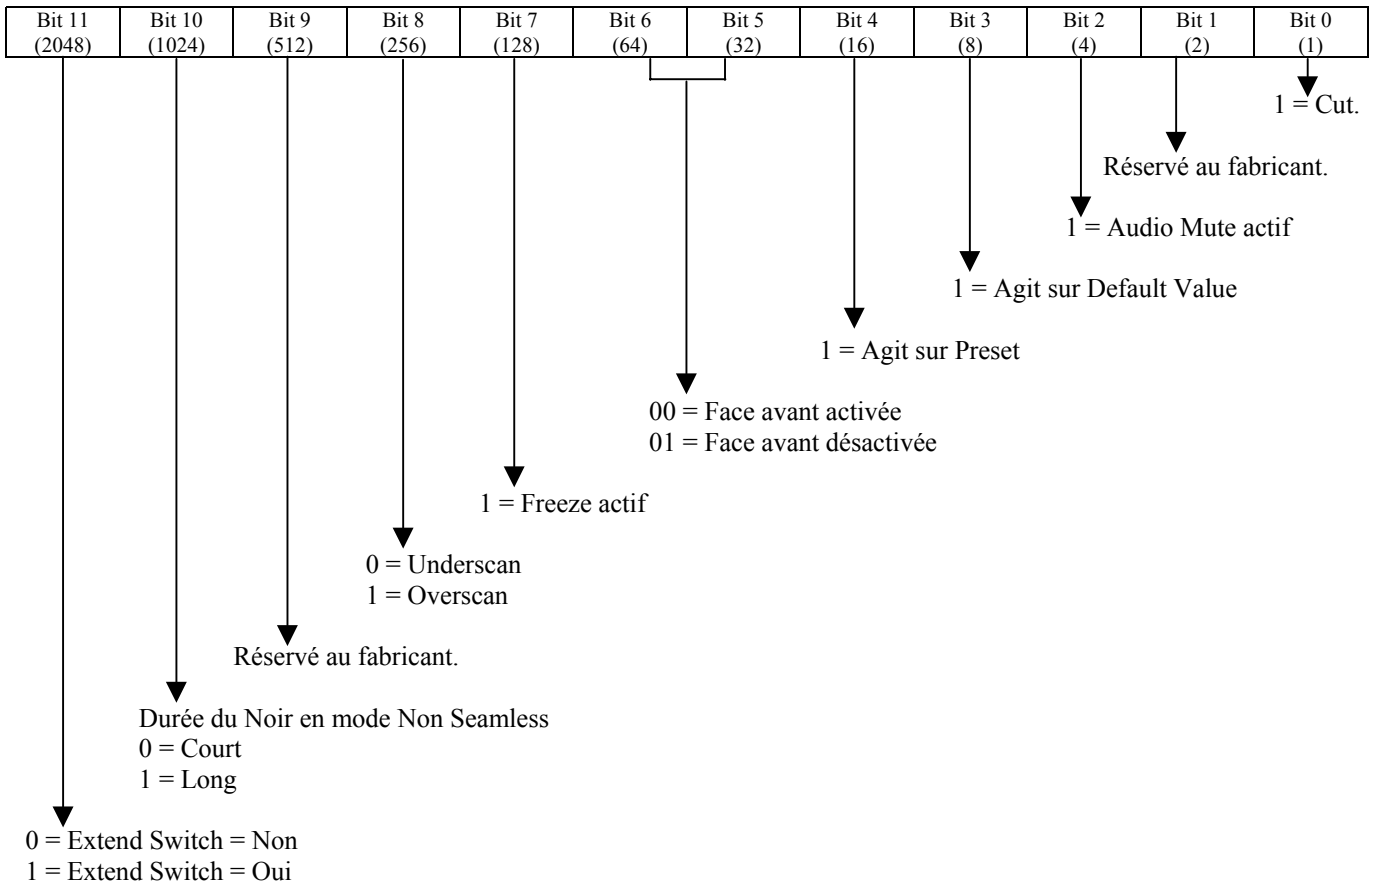 Bit 11 Bit 10 Bit 9 Bit 8 Bit 7 Bit 6 Bit 5 Bit 4 Bit 3 Bit 2 Bit 1 Bit 0
(2048) (1024) (512) (256) (128) (64) (32) (16) (8) (4) (2) (1)
1 = Cut.
Réservé au fabricant.
1 = Audio Mute actif
1 = Agit sur Default Value
1 = Agit sur Preset
00 = Face avant activée
01 = Face avant désactivée
1 = Freeze actif
0 = Underscan
1 = Overscan
Réservé au fabricant.
Durée du Noir en mode Non Seamless
0 = Court
1 = Long
0 = Extend Switch = Non
1 = Extend Switch = Oui